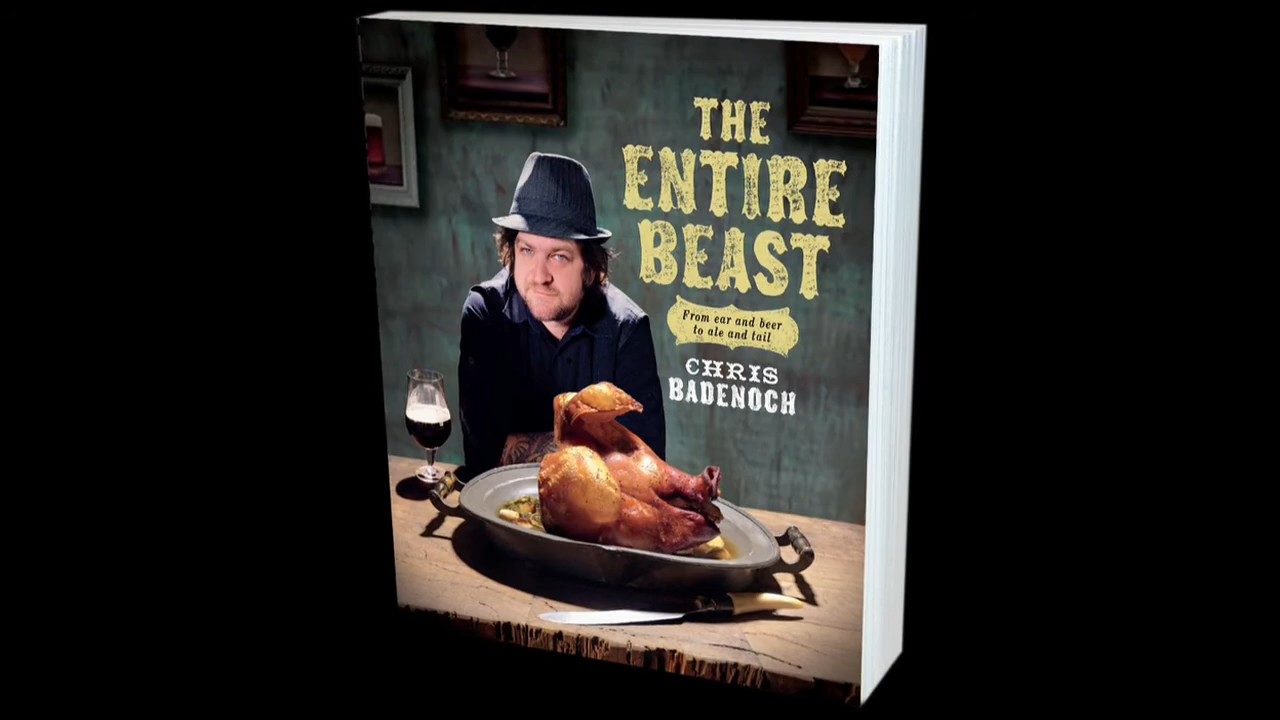 THE
ENTIRE
BEAST
From ear and beer
to ale and tail
CHRIS
BADENOCH